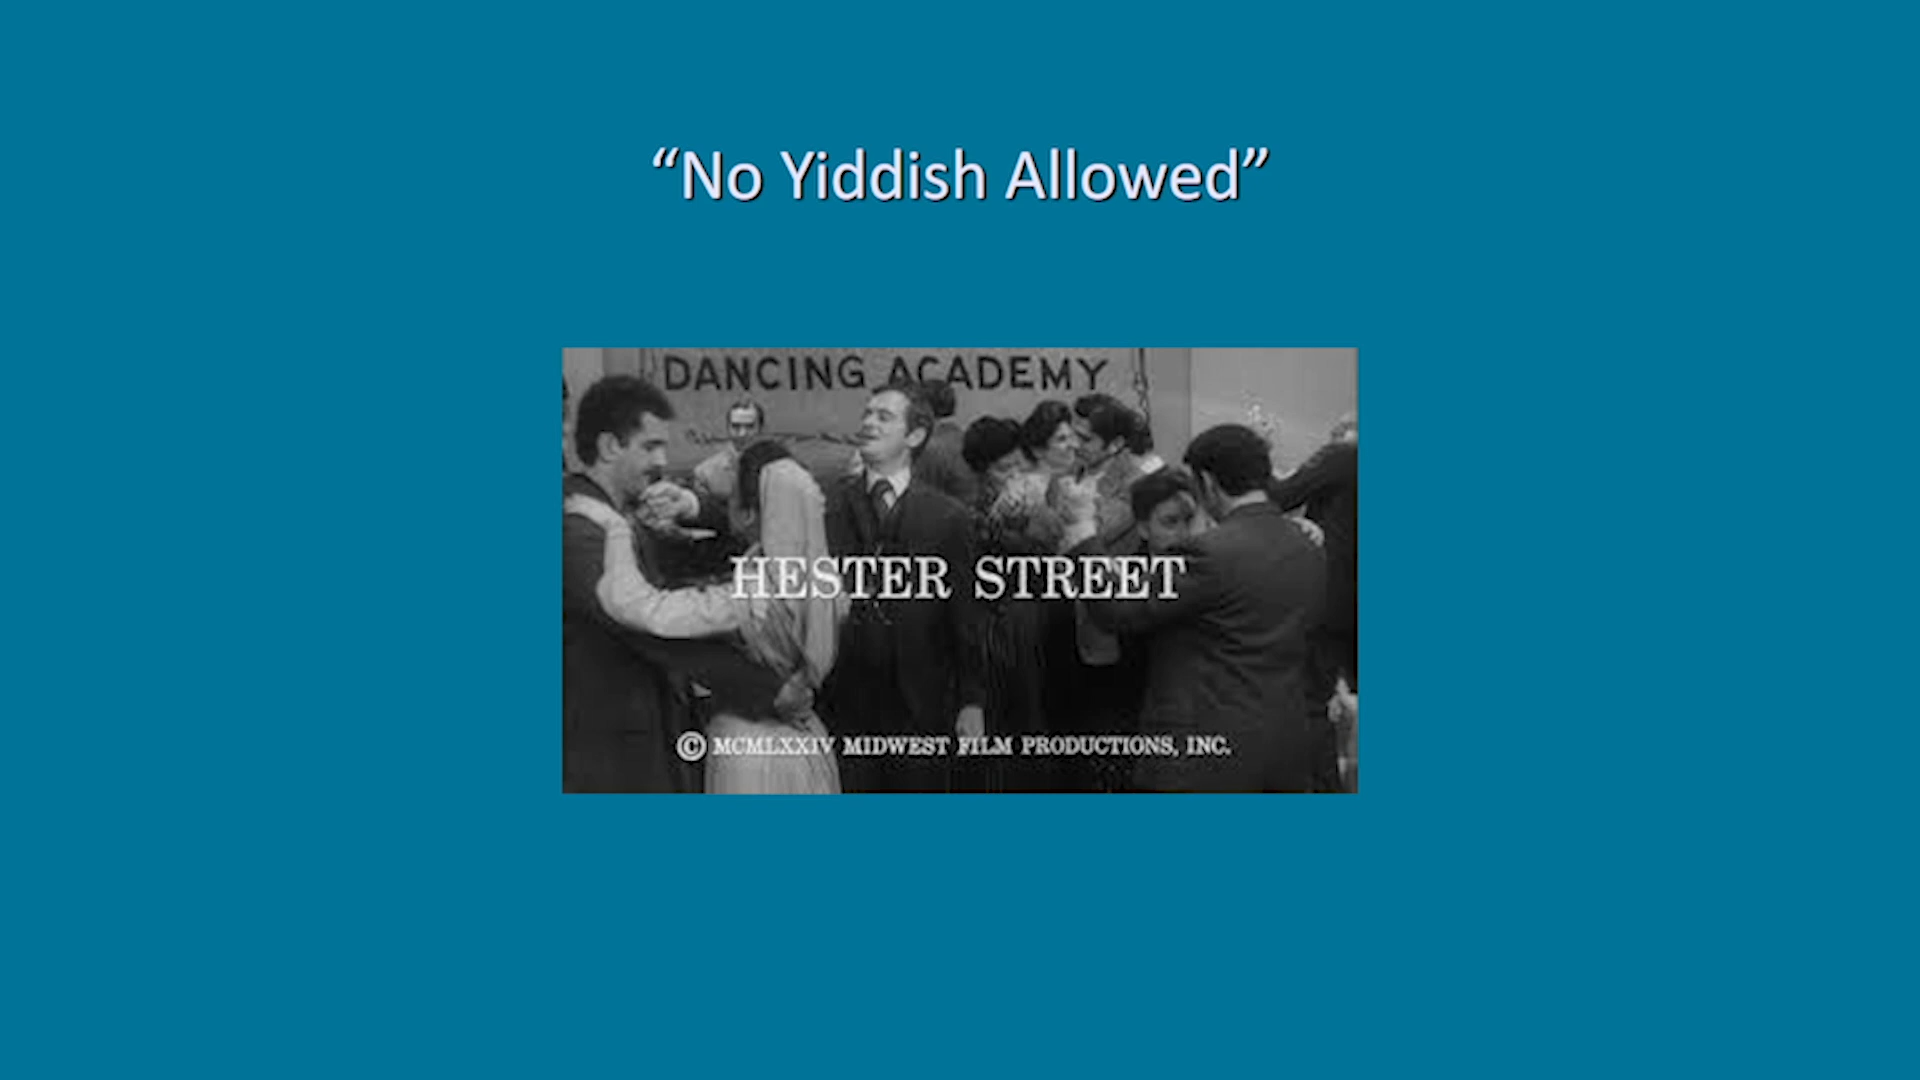 “No Yiddish Allowed”
DANCING ACADEMY
HESTER STREET
© MCMLXXIV MIDWEST FILM PRODUCTIONS, INC.